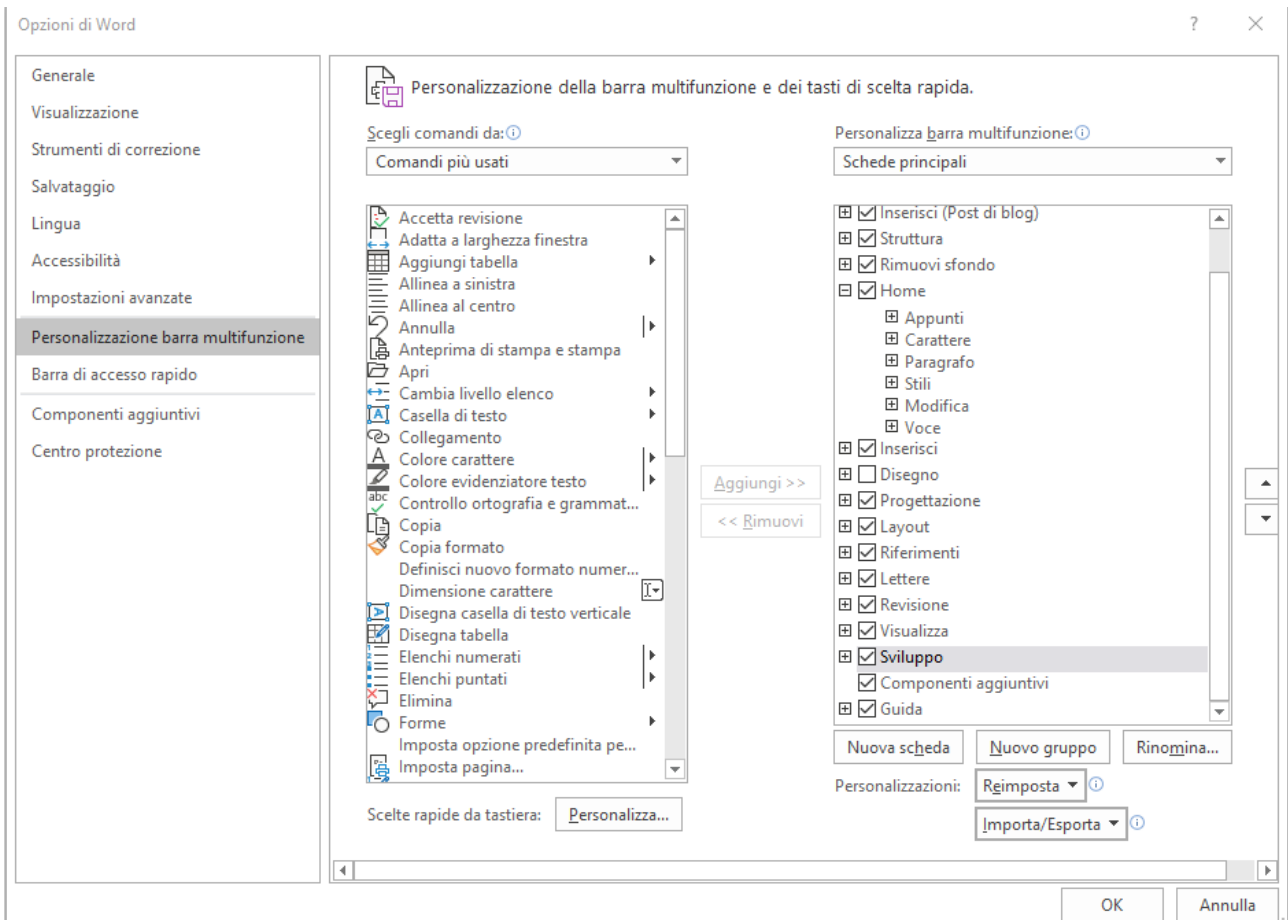 Opzioni di Word
?
Generale
Visualizzazione
Strumenti di correzione
Salvataggio
Lingua
Accessibilità
Impostazioni avanzate
Personalizzazione barra multifunzione
Barra di accesso rapido
Componenti aggiuntivi
Centro protezione
Personalizzazione della barra multifunzione e dei tasti di scelta rapida.
Scegli comandi da:
Comandi più usati
Accetta revisione
Adatta a larghezza finestra
Aggiungi tabella
Allinea a sinistra
Allinea al centro
Annulla
Anteprima di stampa e stampa
Apri
Cambia livello elenco
Casella di testo
Collegamento
Colore carattere
Colore evidenziatore testo
Controllo ortografia e grammat...
Copia
Copia formato
Definisci nuovo formato numer...
Dimensione carattere
Disegna casella di testo verticale
Disegna tabella
Elenchi numerati
Elenchi puntati
Elimina
Forme
Imposta opzione predefinita pe...
Imposta pagina...
Scelte rapide da tastiera: Personalizza...
Aggiungi >>
<< Rimuovi
Personalizza barra multifunzione:
Schede principali
Inserisci (Post di blog)
Struttura
Rimuovi sfondo
Home
Appunti
Carattere
Paragrafo
Stili
Modifica
Voce
Inserisci
Disegno
Progettazione
Layout
Riferimenti
Lettere
Revisione
Visualizza
Sviluppo
Componenti aggiuntivi
Guida
Nuova scheda Nuovo gruppo Rinomina...
Personalizzazioni: Reimposta
Importa/Esporta
OK Annulla